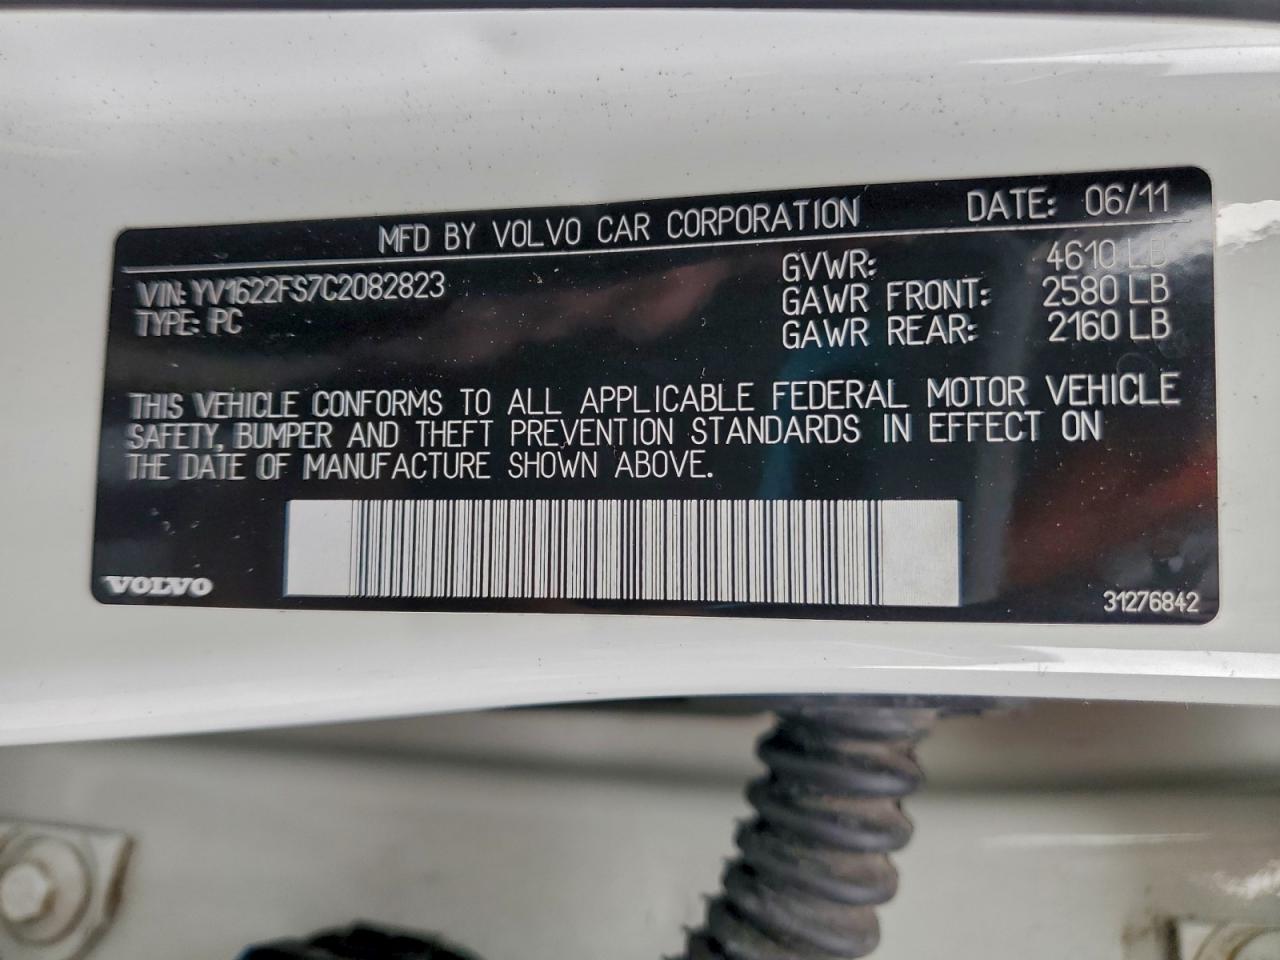 MFD BY VOLVO CAR CORPORATION DATE: 06/11
VIN: YV1622FS7C2082823 GVWR: 4610 LB
TYPE: PC GAWR FRONT: 2580 LB
GAWR REAR: 2160 LB
THIS VEHICLE CONFORMS TO ALL APPLICABLE FEDERAL MOTOR VEHICLE
SAFETY, BUMPER AND THEFT PREVENTION STANDARDS IN EFFECT ON
THE DATE OF MANUFACTURE SHOWN ABOVE.
VOLVO
31276842